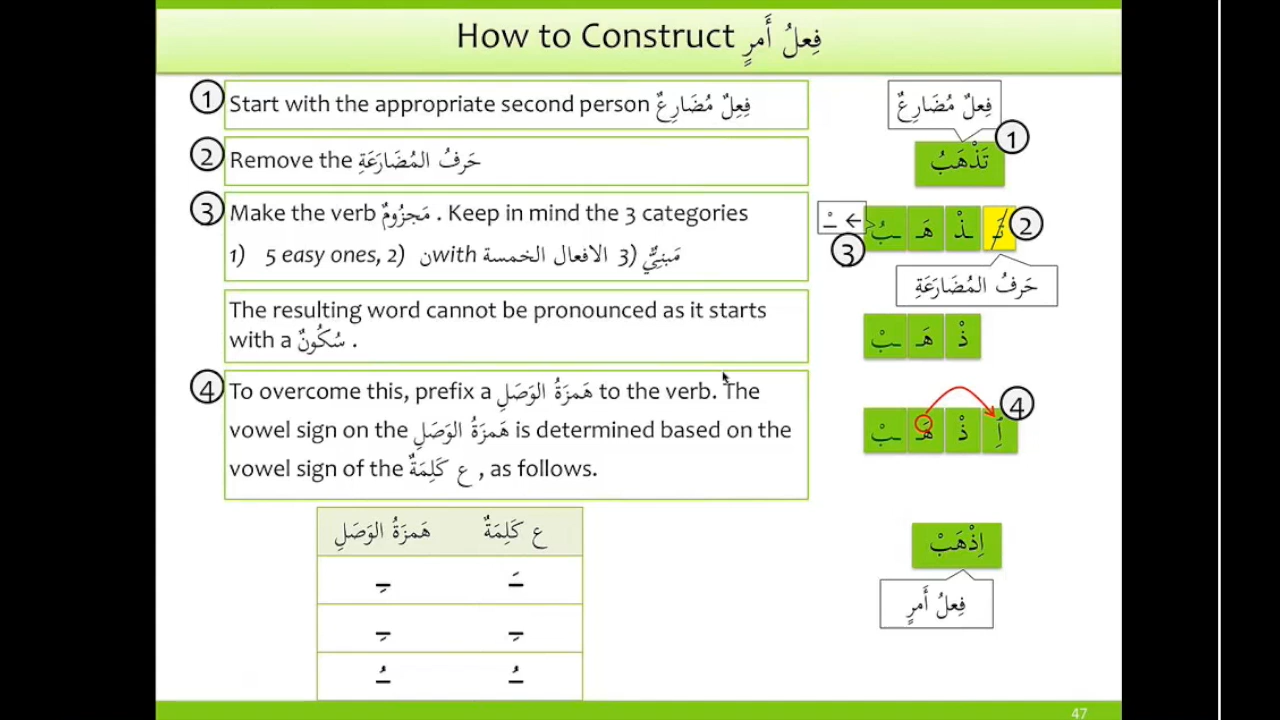 How to Construct فِعلُ أَمرٍ
1 Start with the appropriate second person فِعِلٌ مُضَارِعٌ
2 Remove the حَرفُ المُضَارَعَةِ
3 Make the verb مَجزُومٌ . Keep in mind the 3 categories
1) 5 easy ones, 2) ن with الافعال الخمسة 3) مَبنِيٌّ
The resulting word cannot be pronounced as it starts
with a سُكُونٌ .
4 To overcome this, prefix a هَمزَةُ الوَصَلِ to the verb. The
vowel sign on the هَمزَةُ الوَصَلِ is determined based on the
vowel sign of the ع كَلِمَةٌ , as follows.
هَمزَةُ الوَصَلِ ع كَلِمَةٌ
ـِ ـَ
ـِ ـِ
ـُ ـُ
فِعلٌ مُضَارِعٌ
1
تَذْهَبُ
تَـ ـذْ هَـ ـبُ ← ـْ
2
3
حَرفُ المُضَارَعَةِ
ذْ هَـ ـبْ
4
اِ ذْ هَـ ـبْ
اِذْهَبْ
فِعلُ أَمرٍ
47